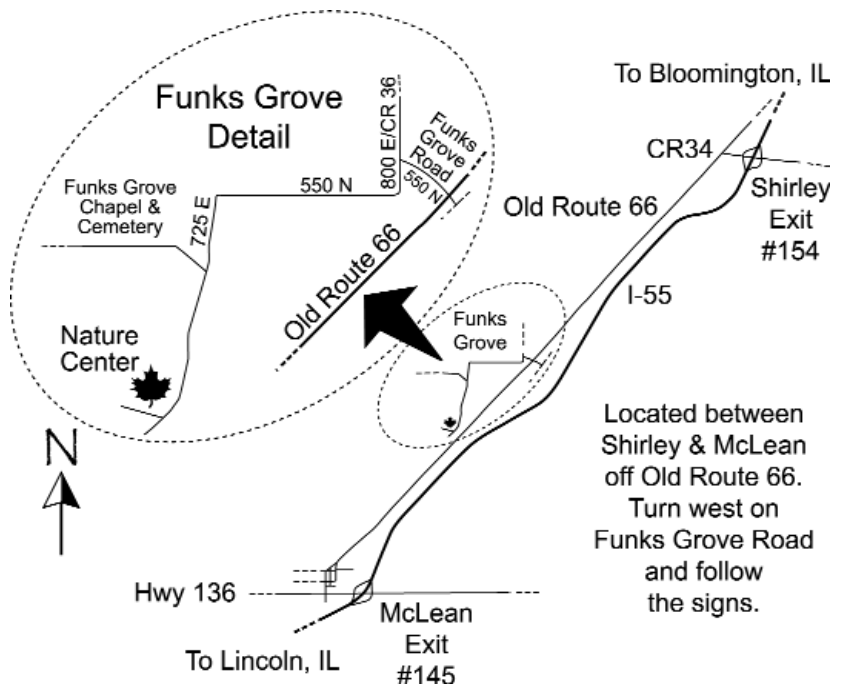 To Bloomington, IL
Funks Grove
Detail
800 E/CR 36
Funks
Grove
Road
550 N
550 N
CR34
Shirley
Exit
#154
Funks Grove
Chapel &
Cemetery
725 E
Old Route 66
Old Route 66
I-55
Nature
Center
Funks
Grove
N
Located between
Shirley & McLean
off Old Route 66.
Turn west on
Funks Grove Road
and follow
the signs.
Hwy 136
McLean
Exit
#145
To Lincoln, IL